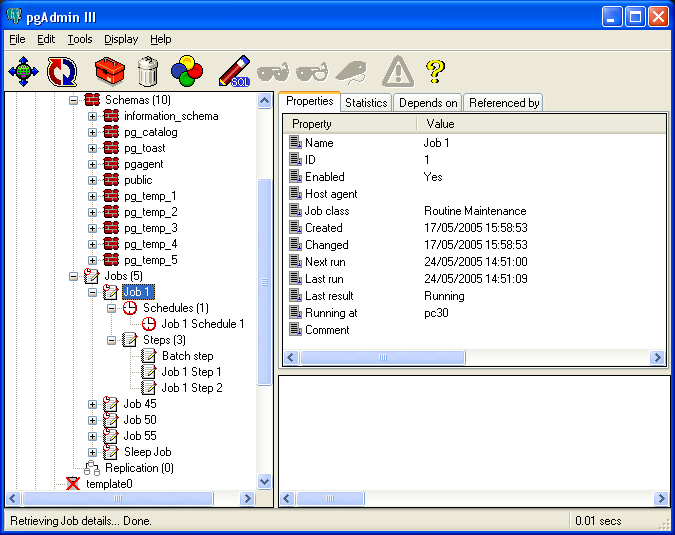 pgAdmin III
File Edit Tools Display Help
SQL
Schemas (10)
information_schema
pg_catalog
pg_toast
pgagent
public
pg_temp_1
pg_temp_2
pg_temp_3
pg_temp_4
pg_temp_5
Jobs (5)
Job 1
Schedules (1)
Job 1 Schedule 1
Steps (3)
Batch step
Job 1 Step 1
Job 1 Step 2
Job 45
Job 50
Job 55
Sleep Job
Replication (0)
template0
Properties Statistics Depends on Referenced by
Property Value
Name Job 1
ID 1
Enabled Yes
Host agent
Job class Routine Maintenance
Created 17/05/2005 15:58:53
Changed 17/05/2005 15:58:53
Next run 24/05/2005 14:51:00
Last run 24/05/2005 14:51:09
Last result Running
Running at pc30
Comment
Retrieving Job details... Done. 0.01 secs